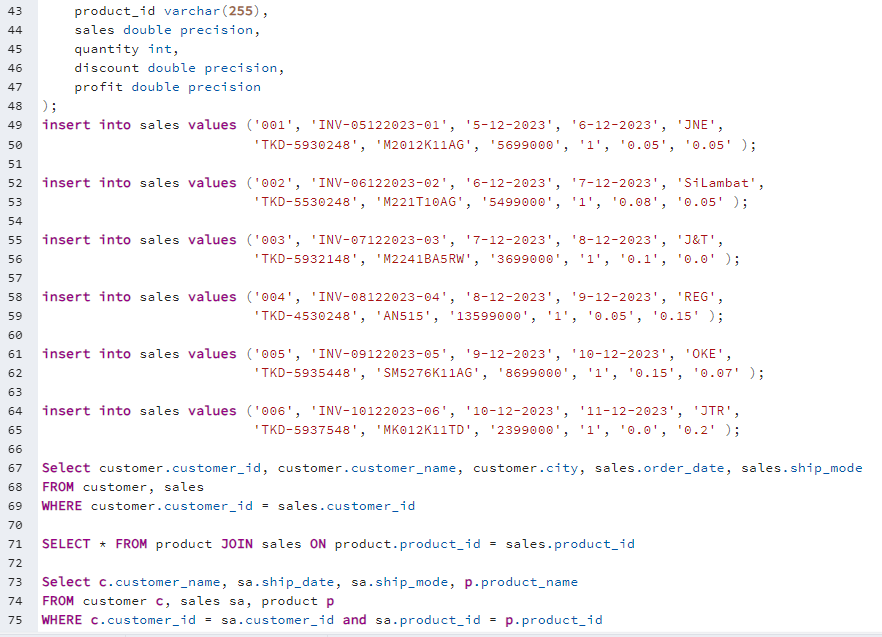 43 product_id varchar(255),
44 sales double precision,
45 quantity int,
46 discount double precision,
47 profit double precision
48 );
49 insert into sales values ('001', 'INV-05122023-01', '5-12-2023', '6-12-2023', 'JNE',
50 'TKD-5930248', 'M2012K11AG', '5699000', '1', '0.05', '0.05' );
51
52 insert into sales values ('002', 'INV-06122023-02', '6-12-2023', '7-12-2023', 'SiLambat',
53 'TKD-5530248', 'M221T10AG', '5499000', '1', '0.08', '0.05' );
54
55 insert into sales values ('003', 'INV-07122023-03', '7-12-2023', '8-12-2023', 'J&T',
56 'TKD-5932148', 'M2241BA5RW', '3699000', '1', '0.1', '0.0' );
57
58 insert into sales values ('004', 'INV-08122023-04', '8-12-2023', '9-12-2023', 'REG',
59 'TKD-4530248', 'AN515', '13599000', '1', '0.05', '0.15' );
60
61 insert into sales values ('005', 'INV-09122023-05', '9-12-2023', '10-12-2023', 'OKE',
62 'TKD-5935448', 'SM5276K11AG', '8699000', '1', '0.15', '0.07' );
63
64 insert into sales values ('006', 'INV-10122023-06', '10-12-2023', '11-12-2023', 'JTR',
65 'TKD-5937548', 'MK012K11TD', '2399000', '1', '0.0', '0.2' );
66
67 Select customer.customer_id, customer.customer_name, customer.city, sales.order_date, sales.ship_mode
68 FROM customer, sales
69 WHERE customer.customer_id = sales.customer_id
70
71 SELECT * FROM product JOIN sales ON product.product_id = sales.product_id
72
73 Select c.customer_name, sa.ship_date, sa.ship_mode, p.product_name
74 FROM customer c, sales sa, product p
75 WHERE c.customer_id = sa.customer_id and sa.product_id = p.product_id